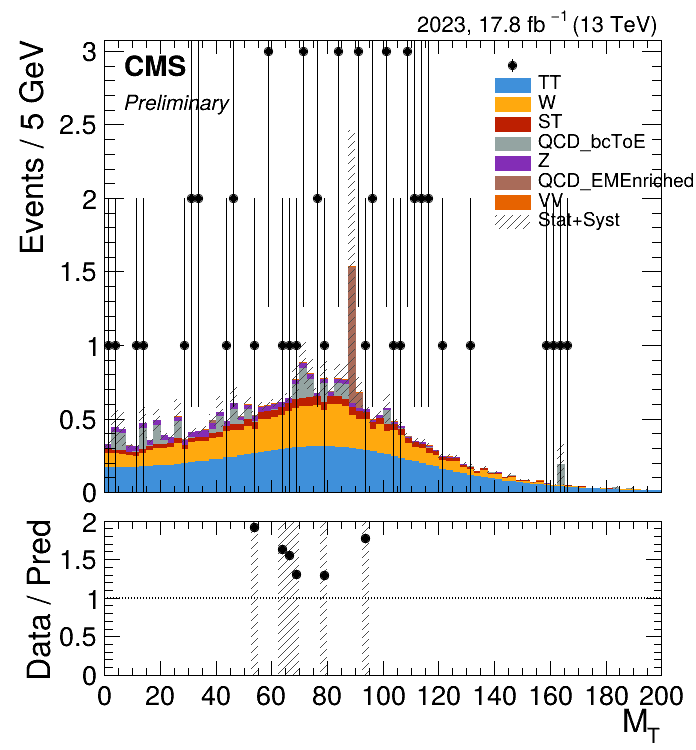 2023, 17.8 fb⁻¹ (13 TeV)
Events / 5 GeV
CMS
Preliminary
TT
W
ST
QCD_bcToE
Z
QCD_EMEnriched
VV
Stat+Syst
3
2.5
2
1.5
1
0.5
0
Data / Pred
2
1.5
1
0.5
0
0 20 40 60 80 100 120 140 160 180 200
M_T